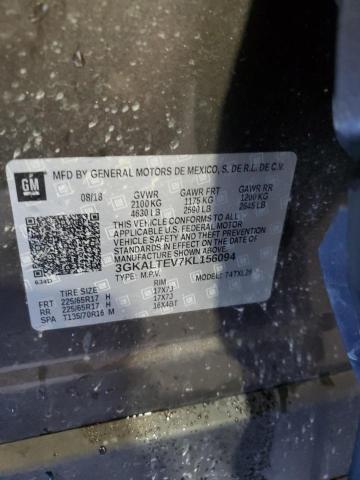 GM
MFD BY GENERAL MOTORS DE MEXICO, S. DE R.L. DE C.V.
08/18 GVWR GAWR FRT GAWR RR
2100 KG 1175 KG 1200 KG
4630 LB 2590 LB 2645 LB
THIS VEHICLE CONFORMS TO ALL
APPLICABLE U.S. FEDERAL MOTOR
VEHICLE SAFETY, BUMPER, AND THEFT
PREVENTION STANDARDS IN EFFECT ON
THE DATE OF MANUFACTURE SHOWN ABOVE.
3GKALTEV7KL156094
TYPE: M.P.V. MODEL: T4TXL26
TIRE SIZE RIM
FRT 225/65R17 H 17X7J
RR 225/65R17 H 17X7J
SPA T135/70R16 M 16X4BT